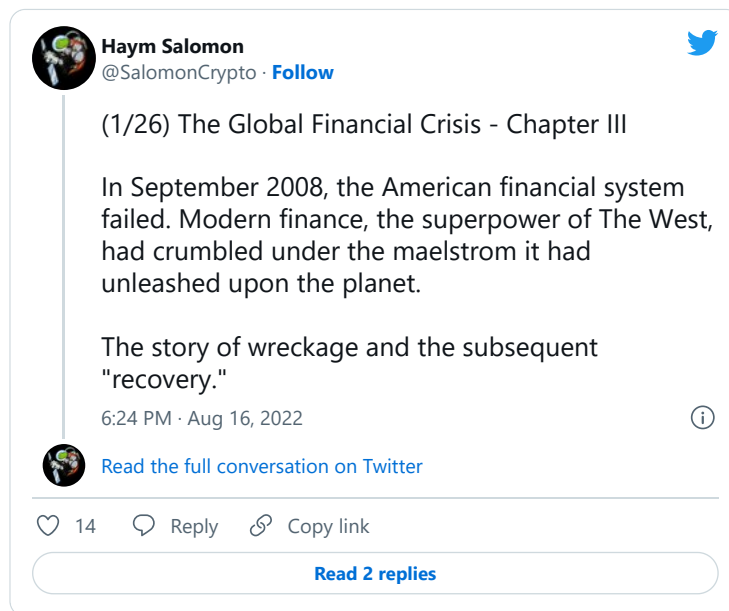 Haym Salomon
@SalomonCrypto · Follow
(1/26) The Global Financial Crisis - Chapter III
In September 2008, the American financial system
failed. Modern finance, the superpower of The West,
had crumbled under the maelstrom it had
unleashed upon the planet.
The story of wreckage and the subsequent
"recovery."
6:24 PM · Aug 16, 2022
Read the full conversation on Twitter
14 Reply Copy link
Read 2 replies